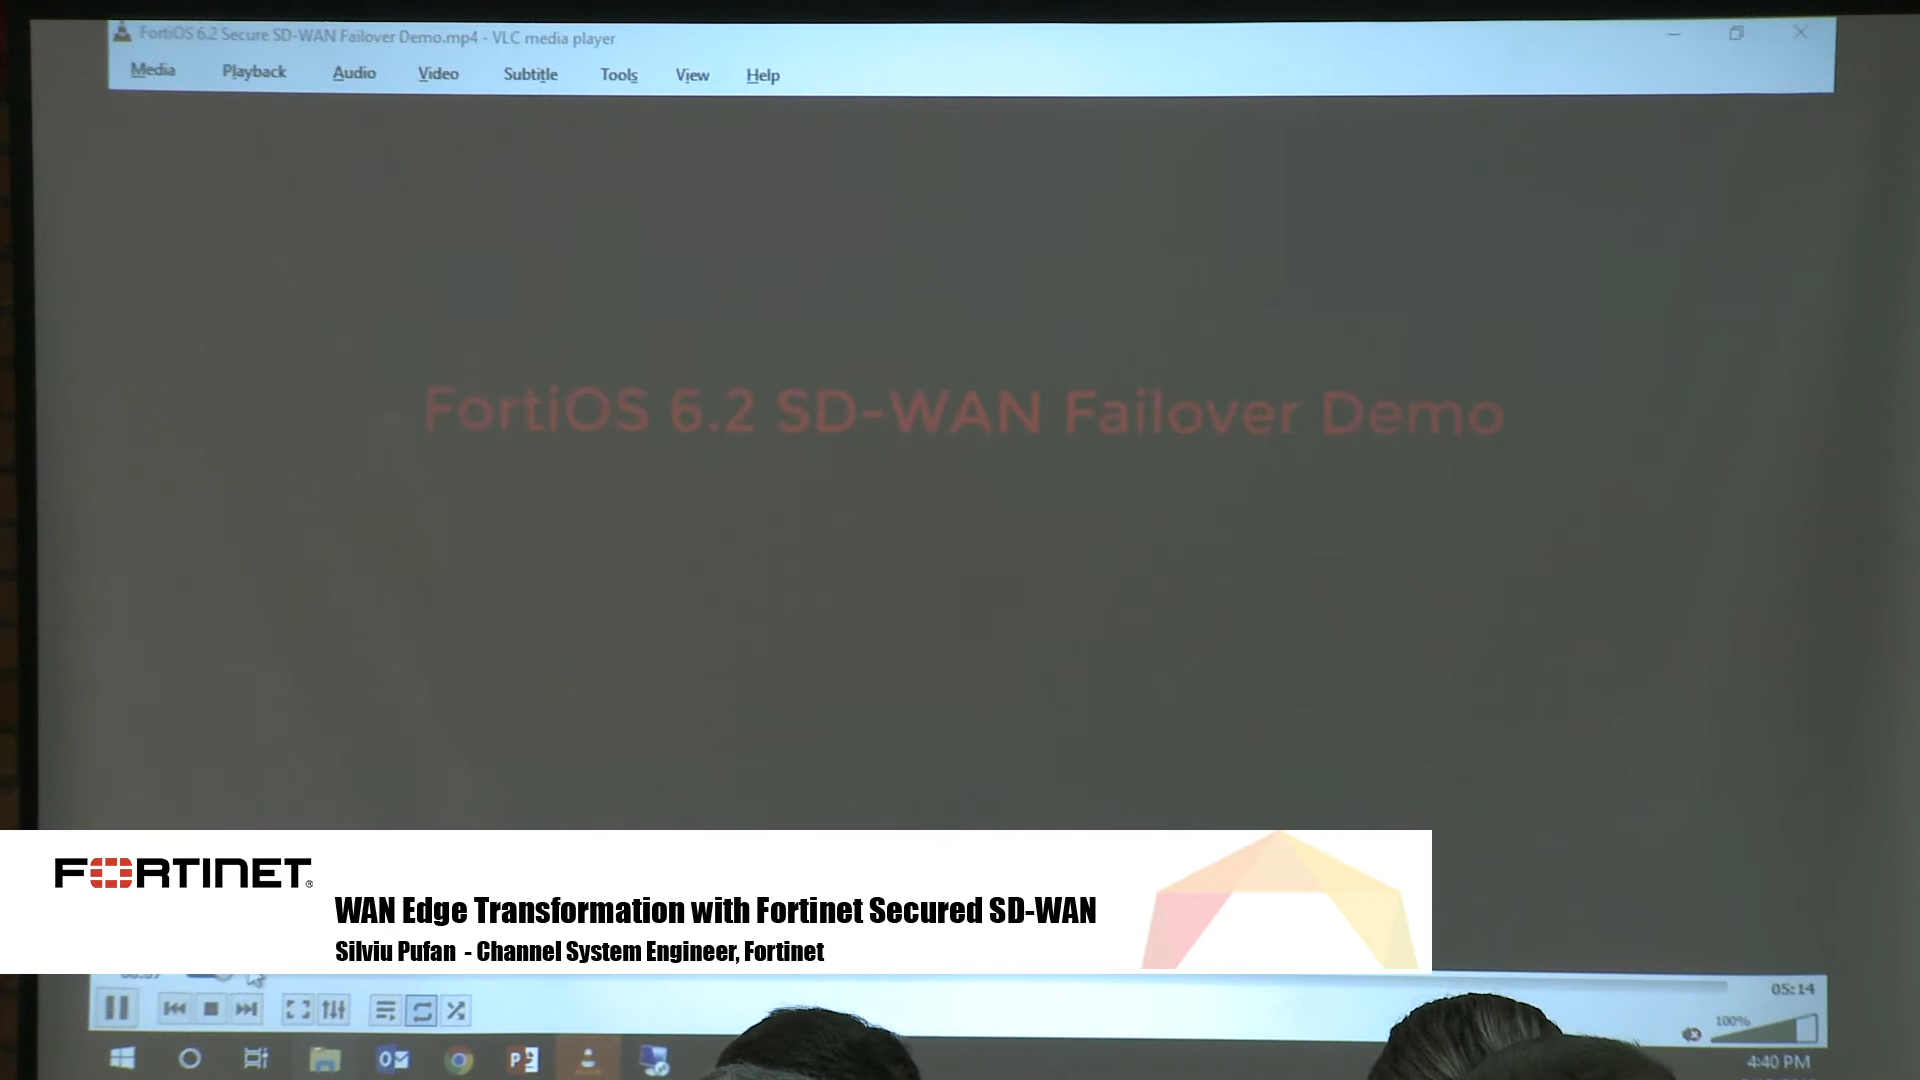 FortiOS 6.2 Secure SD-WAN Failover Demo.mp4 - VLC media player
Media Playback Audio Video Subtitle Tools View Help
FortiOS 6.2 SD-WAN Failover Demo
FORTINET®
WAN Edge Transformation with Fortinet Secured SD-WAN
Silviu Pufan - Channel System Engineer, Fortinet
05:14
100%
4:40 PM